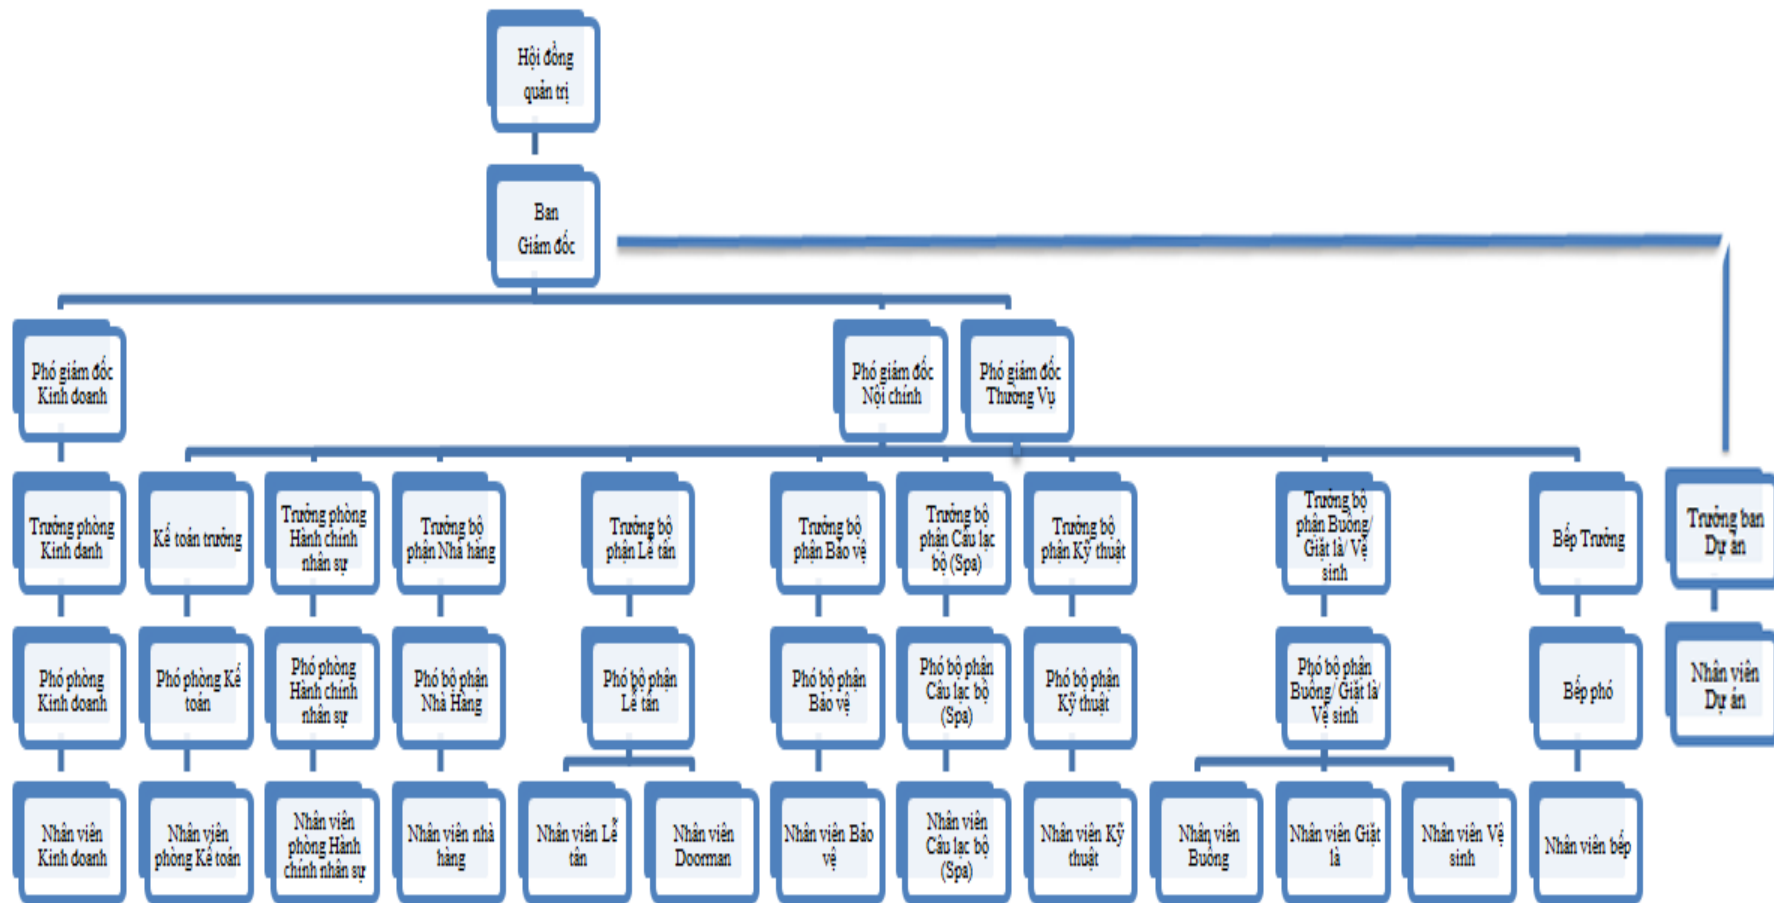 Hội đồng
quản trị
Ban
Giám đốc
Phó giám đốc
Kinh doanh
Phó giám đốc
Nội chính
Phó giám đốc
Thường Vụ
Trưởng phòng
Kinh danh
Kế toán trưởng
Trưởng phòng
Hành chính
nhân sự
Trưởng bộ
phận Nhà hàng
Trưởng bộ
phận Lễ tân
Trưởng bộ
phận Bảo vệ
Trưởng bộ
phận Câu lạc
bộ (Spa)
Trưởng bộ
phận Kỹ thuật
Trưởng bộ
phận Buồng/
Giặt là/ Vệ
sinh
Bếp Trưởng
Trưởng ban
Dự án
Phó phòng
Kinh doanh
Phó phòng Kế
toán
Phó phòng
Hành chính
nhân sự
Phó bộ phận
Nhà Hàng
Phó bộ phận
Lễ tân
Phó bộ phận
Bảo vệ
Phó bộ phận
Câu lạc bộ
(Spa)
Phó bộ phận
Kỹ thuật
Phó bộ phận
Buồng/ Giặt là/
Vệ sinh
Bếp phó
Nhân viên
Dự án
Nhân viên
Kinh doanh
Nhân viên
phòng Kế toán
Nhân viên
phòng Hành
chính nhân sự
Nhân viên nhà
hàng
Nhân viên Lễ
tân
Nhân viên
Doorman
Nhân viên Bảo
vệ
Nhân viên
Câu lạc bộ
(Spa)
Nhân viên Kỹ
thuật
Nhân viên
Buồng
Nhân viên Giặt
là
Nhân viên Vệ
sinh
Nhân viên bếp